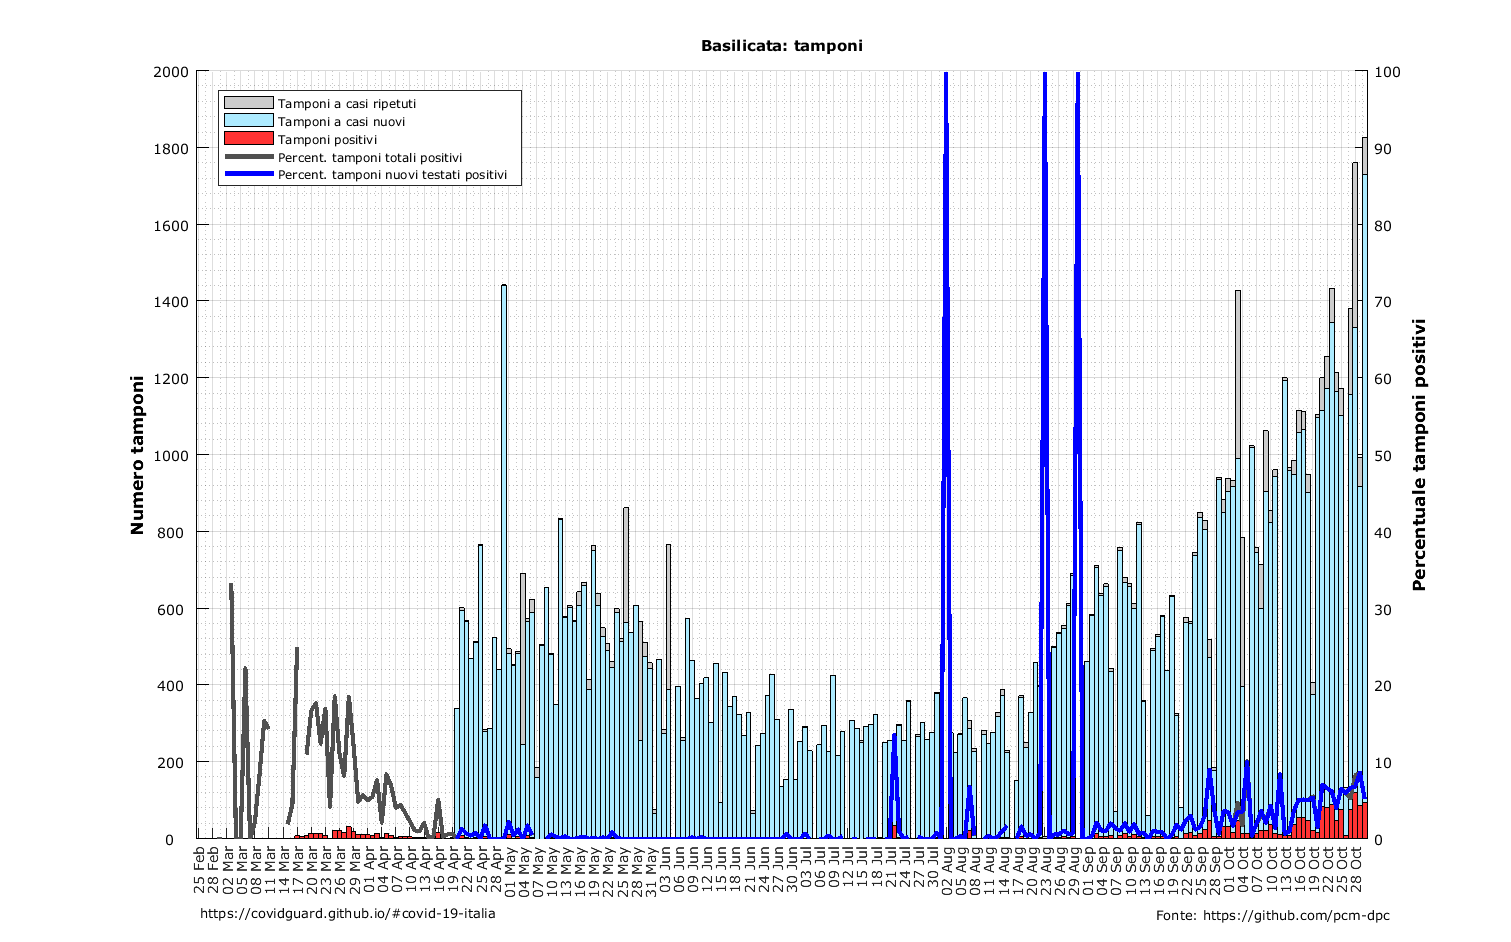 Basilicata: tamponi
2000
1800
1600
1400
1200
1000
800
600
400
200
0
Numero tamponi
Tamponi a casi ripetuti
Tamponi a casi nuovi
Tamponi positivi
Percent. tamponi totali positivi
Percent. tamponi nuovi testati positivi
100
90
80
70
60
50
40
30
20
10
0
Percentuale tamponi positivi
25 Feb
28 Feb
02 Mar
05 Mar
08 Mar
11 Mar
14 Mar
17 Mar
20 Mar
23 Mar
26 Mar
29 Mar
01 Apr
04 Apr
07 Apr
10 Apr
13 Apr
16 Apr
19 Apr
22 Apr
25 Apr
28 Apr
01 May
04 May
07 May
10 May
13 May
16 May
19 May
22 May
25 May
28 May
31 May
03 Jun
06 Jun
09 Jun
12 Jun
15 Jun
18 Jun
21 Jun
24 Jun
27 Jun
30 Jun
03 Jul
06 Jul
09 Jul
12 Jul
15 Jul
18 Jul
21 Jul
24 Jul
27 Jul
30 Jul
02 Aug
05 Aug
08 Aug
11 Aug
14 Aug
17 Aug
20 Aug
23 Aug
26 Aug
29 Aug
01 Sep
04 Sep
07 Sep
10 Sep
13 Sep
16 Sep
19 Sep
22 Sep
25 Sep
28 Sep
01 Oct
04 Oct
07 Oct
10 Oct
13 Oct
16 Oct
19 Oct
22 Oct
25 Oct
28 Oct
https://covidguard.github.io/#covid-19-italia
Fonte: https://github.com/pcm-dpc